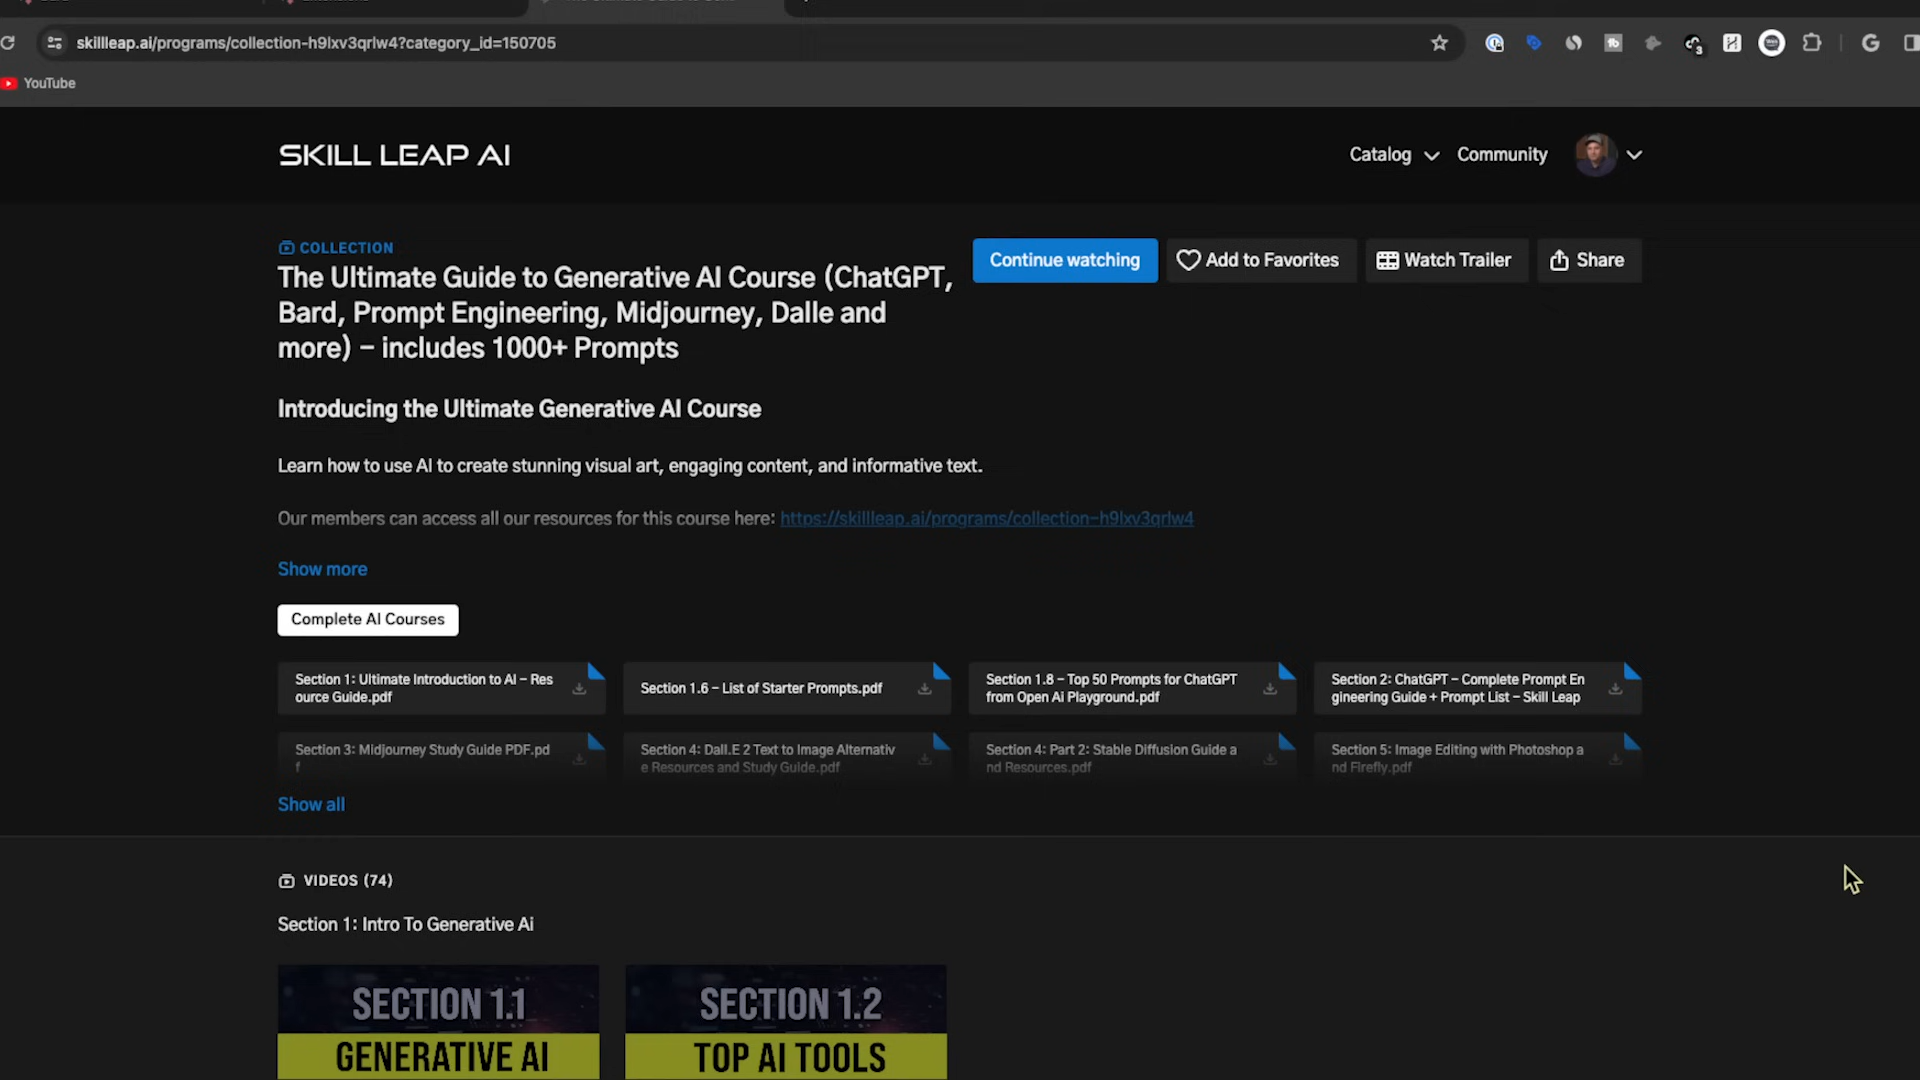 skillleap.ai/programs/collection-h9lxv3qrlw4?category_id=150705
YouTube
SKILL LEAP AI
Catalog
Community
COLLECTION
The Ultimate Guide to Generative AI Course (ChatGPT,
Bard, Prompt Engineering, Midjourney, Dalle and
more) – includes 1000+ Prompts
Continue watching
Add to Favorites
Watch Trailer
Share
Introducing the Ultimate Generative AI Course
Learn how to use AI to create stunning visual art, engaging content, and informative text.
Our members can access all our resources for this course here: https://skillleap.ai/programs/collection-h9lxv3qrlw4
Show more
Complete AI Courses
Section 1: Ultimate Introduction to AI – Res
ource Guide.pdf
Section 1.6 – List of Starter Prompts.pdf
Section 1.8 – Top 50 Prompts for ChatGPT
from Open Ai Playground.pdf
Section 2: ChatGPT – Complete Prompt En
gineering Guide + Prompt List – Skill Leap
Section 3: Midjourney Study Guide PDF.pd
f
Section 4: Dall.E 2 Text to Image Alternativ
e Resources and Study Guide.pdf
Section 4: Part 2: Stable Diffusion Guide a
nd Resources.pdf
Section 5: Image Editing with Photoshop a
nd Firefly.pdf
Show all
VIDEOS (74)
Section 1: Intro To Generative Ai
SECTION 1.1
GENERATIVE AI
SECTION 1.2
TOP AI TOOLS